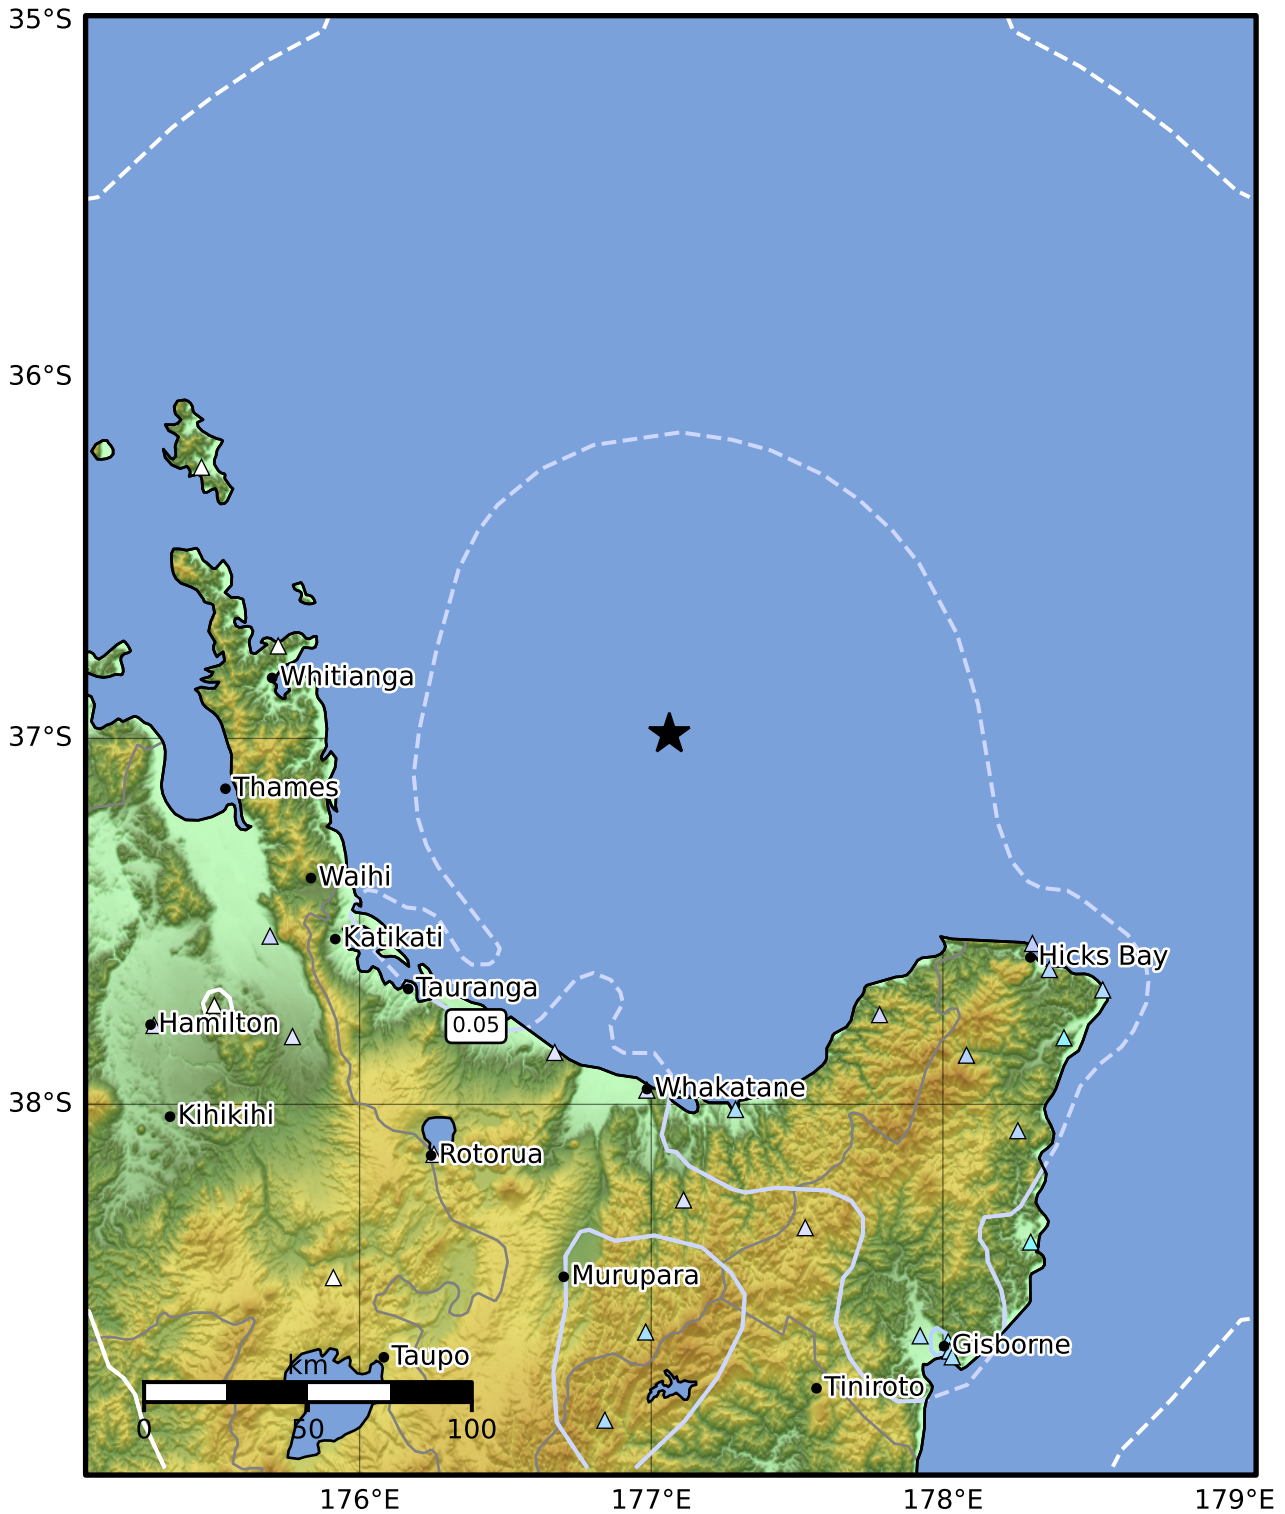 35°S
36°S
Whitianga
37°S
Thames
Waihi
Katikati
Hicks Bay
Tauranga
0.05
Hamilton
Whakatane
38°S
Kihikihi
Rotorua
Murupara
Gisborne
Taupo
km
Tiniroto
0 50 100
176°E 177°E 178°E 179°E